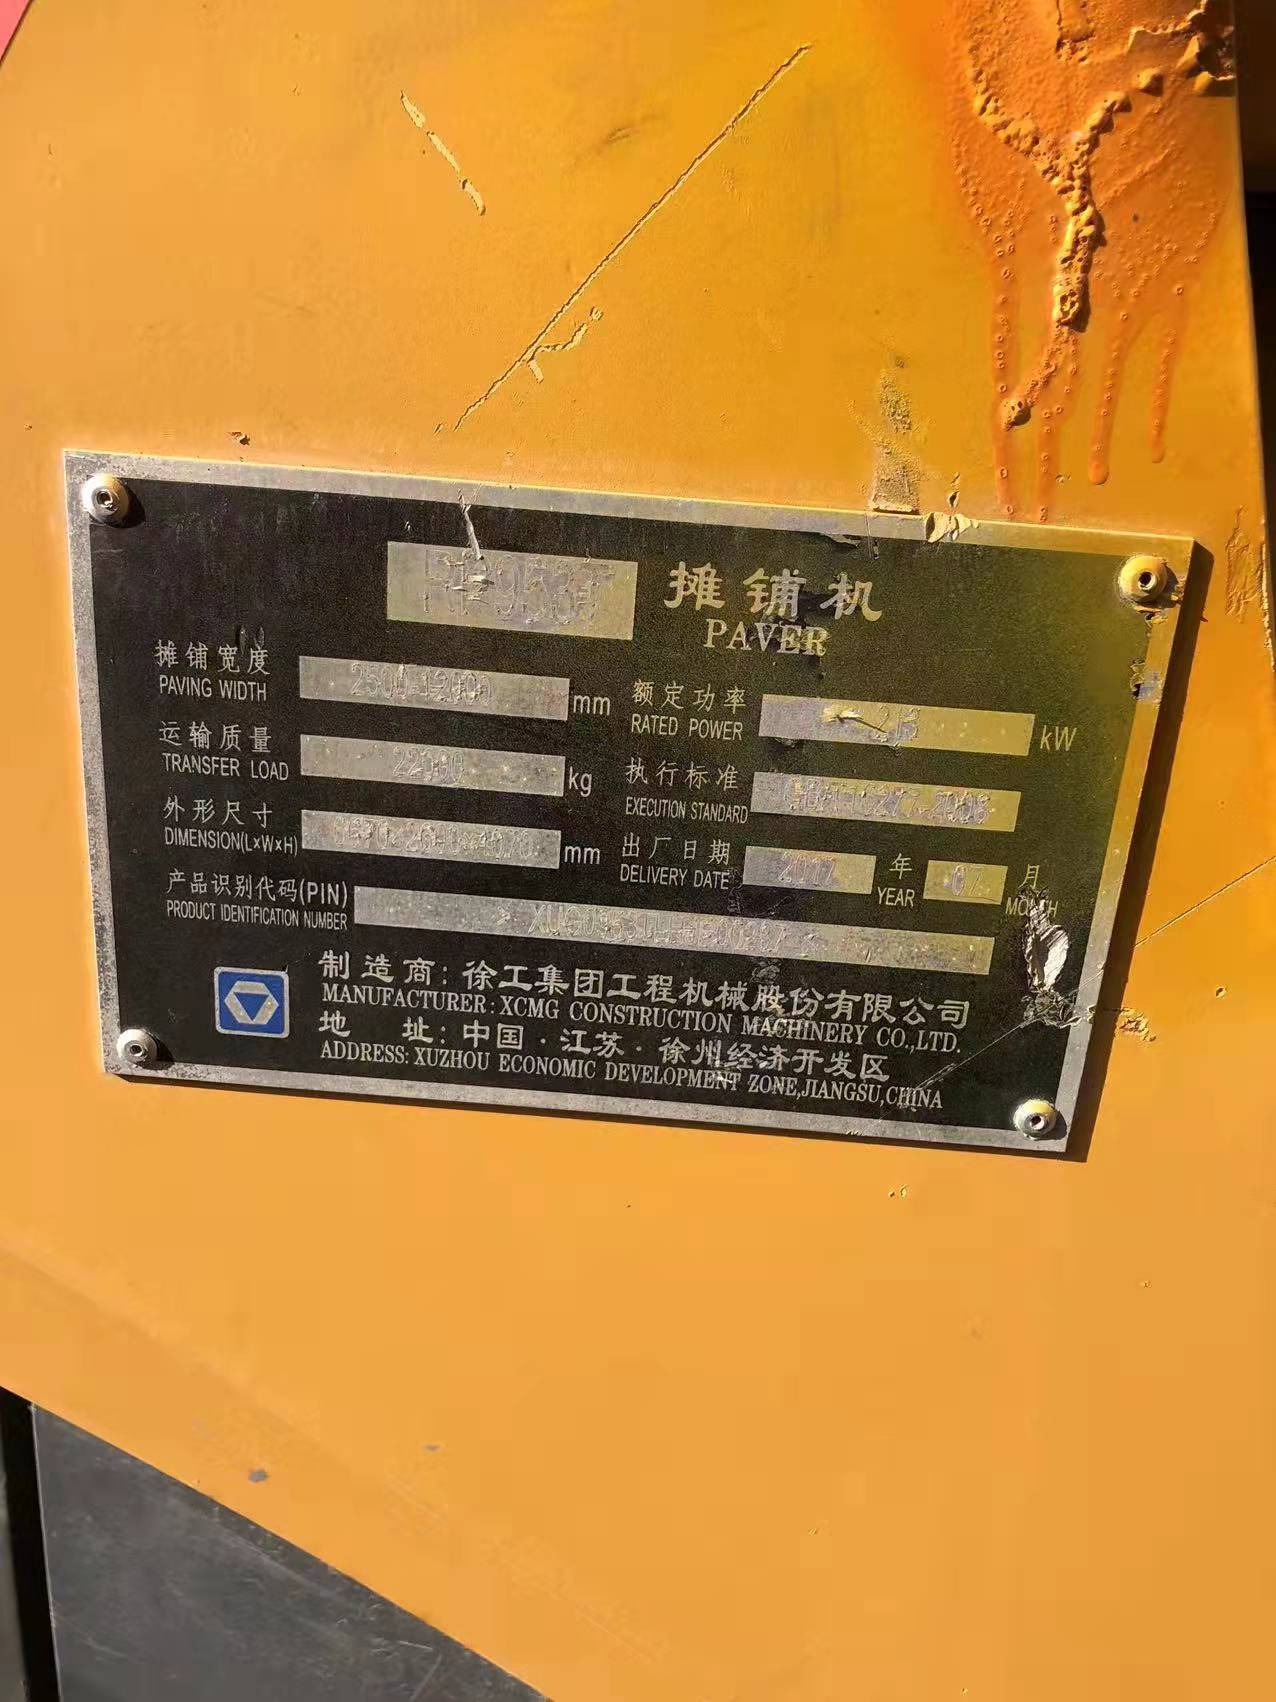 摊铺机
PAVER
摊铺宽度
PAVING WIDTH
2500-12000 mm
额定功率
RATED POWER
kW
运输质量
TRANSFER LOAD
kg
执行标准
EXECUTION STANDARD
外形尺寸
DIMENSION(L×W×H)
mm
出厂日期
DELIVERY DATE
2017 年
YEAR
07 月
MONTH
产品识别代码(PIN)
PRODUCT IDENTIFICATION NUMBER
制造商:徐工集团工程机械股份有限公司
MANUFACTURER: XCMG CONSTRUCTION MACHINERY CO.,LTD.
地 址:中国·江苏·徐州经济开发区
ADDRESS: XUZHOU ECONOMIC DEVELOPMENT ZONE,JIANGSU,CHINA